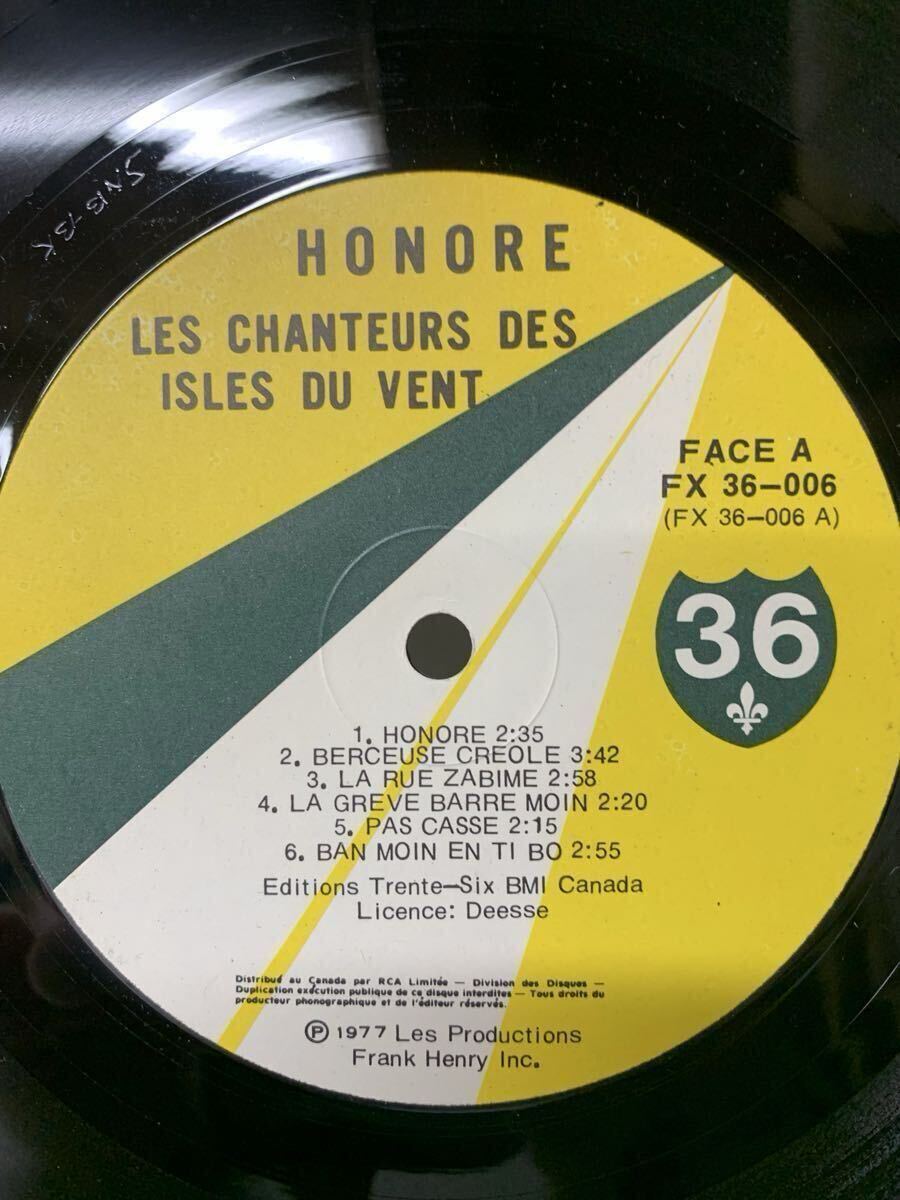 HONORE
LES CHANTEURS DES
ISLES DU VENT
FACE A
FX 36—006
(FX 36—006 A)
36
1. HONORE 2:35
2. BERCEUSE CREOLE 3:42
3. LA RUE ZABIME 2:58
4. LA GREVE BARRE MOIN 2:20
5. PAS CASSE 2:15
6. BAN MOIN EN TI BO 2:55
Editions Trente—Six BMI Canada
Licence: Deesse
Distribué au Canada par RCA Limitée — Division des Disques —
Duplication exécution publique de ce disque interdites — Tous droits du
producteur phonographique et de l'éditeur réservés.
℗ 1977 Les Productions
Frank Henry Inc.